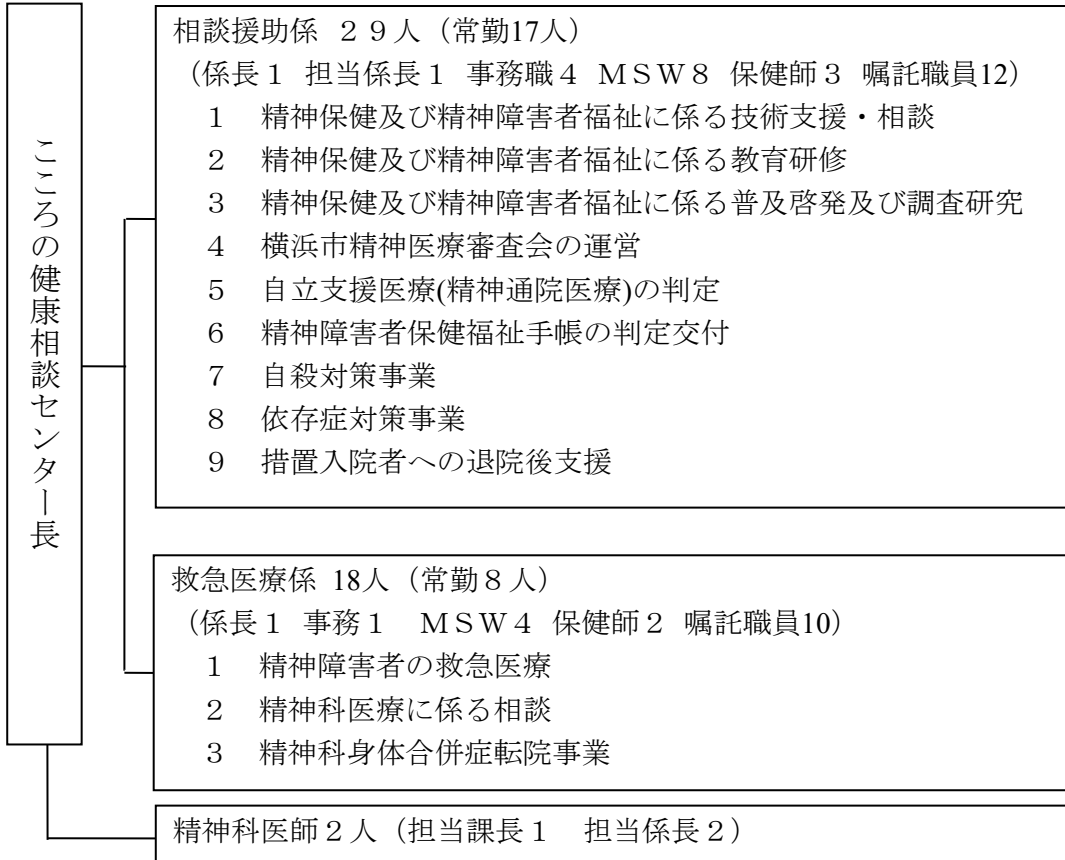 こころの健康相談センター長
相談援助係 ２９人（常勤17人）
（係長１ 担当係長１ 事務職４ ＭＳＷ８ 保健師３ 嘱託職員12）
１ 精神保健及び精神障害者福祉に係る技術支援・相談
２ 精神保健及び精神障害者福祉に係る教育研修
３ 精神保健及び精神障害者福祉に係る普及啓発及び調査研究
４ 横浜市精神医療審査会の運営
５ 自立支援医療(精神通院医療)の判定
６ 精神障害者保健福祉手帳の判定交付
７ 自殺対策事業
８ 依存症対策事業
９ 措置入院者への退院後支援
救急医療係 18人（常勤８人）
（係長１ 事務１ ＭＳＷ４ 保健師２ 嘱託職員10）
１ 精神障害者の救急医療
２ 精神科医療に係る相談
３ 精神科身体合併症転院事業
精神科医師２人（担当課長１ 担当係長２）